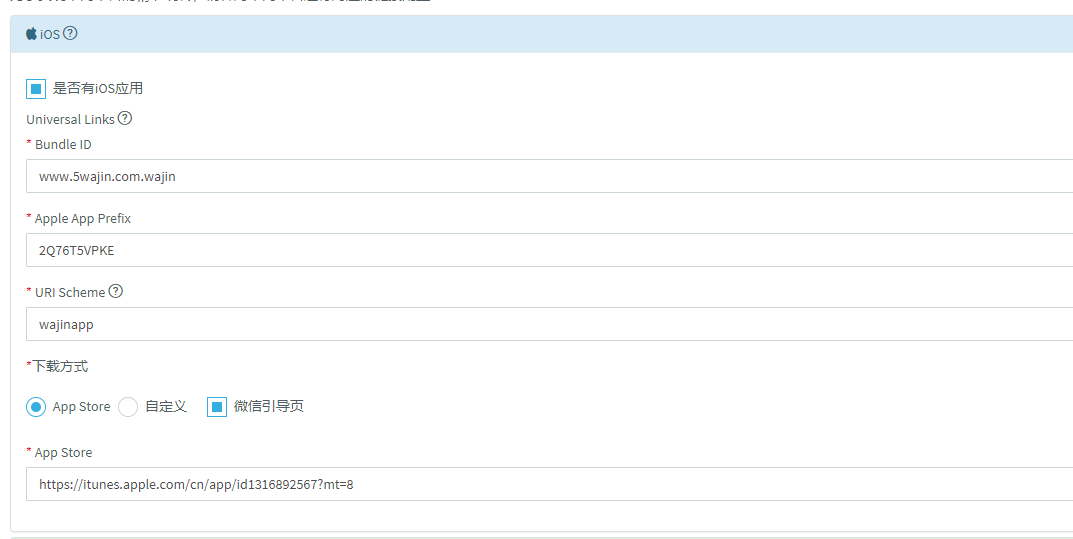 iOS
是否有iOS应用
Universal Links
* Bundle ID
www.5wajin.com.wajin
* Apple App Prefix
2Q76T5VPKE
* URI Scheme
wajinapp
*下载方式
App Store 自定义 微信引导页
* App Store
https://itunes.apple.com/cn/app/id1316892567?mt=8